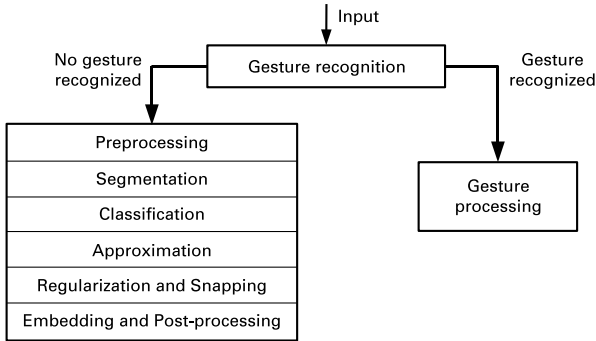 Input
Gesture recognition
No gesture
recognized
Gesture
recognized
Preprocessing
Segmentation
Classification
Approximation
Regularization and Snapping
Embedding and Post-processing
Gesture
processing